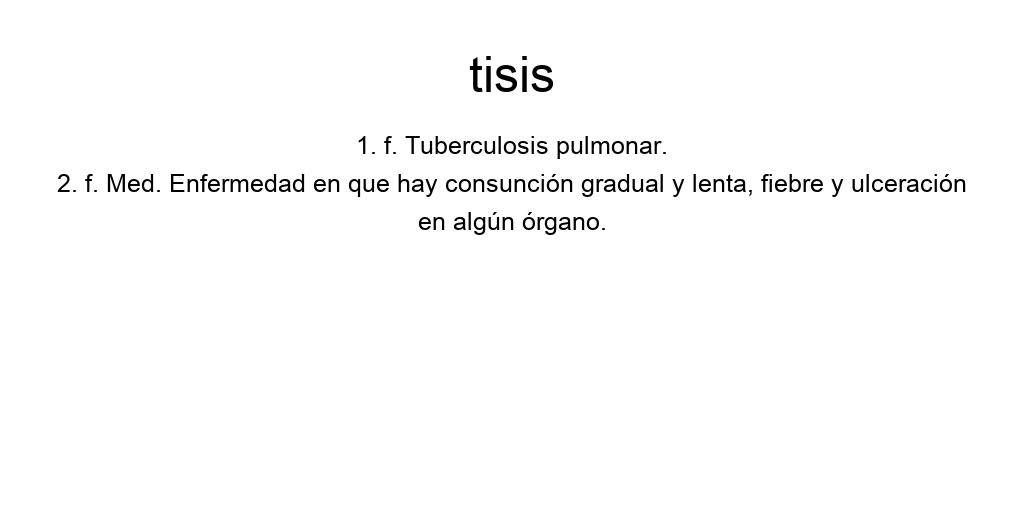 tisis
1. f. Tuberculosis pulmonar.
2. f. Med. Enfermedad en que hay consunción gradual y lenta, fiebre y ulceración
en algún órgano.